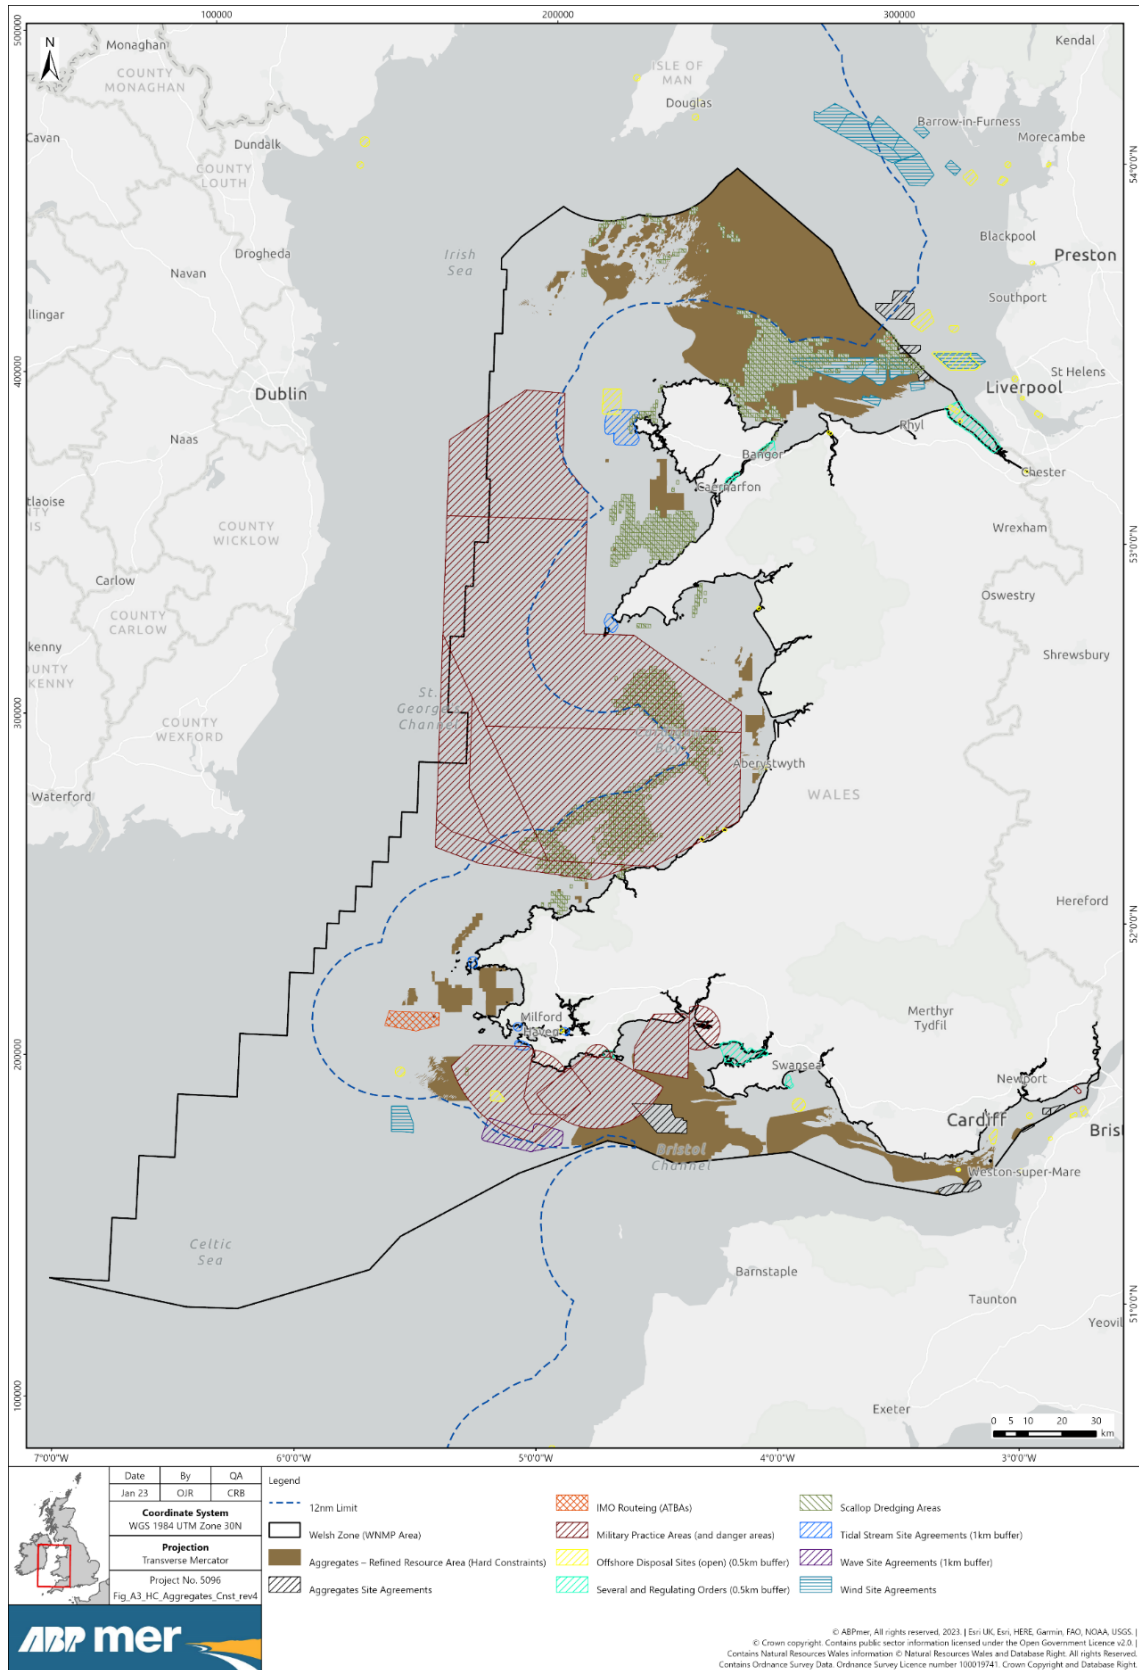 100000
200000
300000
500000
400000
300000
200000
100000
54°0'0"N
53°0'0"N
52°0'0"N
51°0'0"N
N
Monaghan
COUNTY
MONAGHAN
Cavan
Dundalk
COUNTY
LOUTH
Drogheda
Navan
llingar
Dublin
Naas
tlaoise
COUNTY
WICKLOW
Carlow
COUNTY
CARLOW
kenny
COUNTY
WEXFORD
Waterford
ISLE OF
MAN
Douglas
Irish
Sea
Kendal
Barrow-in-Furness
Morecambe
Blackpool
Preston
Southport
St Helens
Liverpool
Rhyl
Bangor
Caernarfon
Chester
Wrexham
Oswestry
Shrewsbury
St.
George's
Channel
Aberystwyth
WALES
Hereford
Milford
Haven
Merthyr
Tydfil
Swansea
Newport
Cardiff
Brist
Bristol
Channel
Weston-super-Mare
Celtic
Sea
Barnstaple
Taunton
Yeovil
Exeter
0 5 10 20 30
km
7°0'0"W
6°0'0"W
5°0'0"W
4°0'0"W
3°0'0"W
Date By QA
Jan 23 OJR CRB
Coordinate System
WGS 1984 UTM Zone 30N
Projection
Transverse Mercator
Project No. 5096
Fig_A3_HC_Aggregates_Cnst_rev4
ABPmer
Legend
12nm Limit
Welsh Zone (WNMP Area)
Aggregates – Refined Resource Area (Hard Constraints)
Aggregates Site Agreements
IMO Routeing (ATBAs)
Military Practice Areas (and danger areas)
Offshore Disposal Sites (open) (0.5km buffer)
Several and Regulating Orders (0.5km buffer)
Scallop Dredging Areas
Tidal Stream Site Agreements (1km buffer)
Wave Site Agreements (1km buffer)
Wind Site Agreements
© ABPmer, All rights reserved, 2023. | Esri UK, Esri, HERE, Garmin, FAO, NOAA, USGS. |
© Crown copyright. Contains public sector information licensed under the Open Government Licence v2.0. |
Contains Natural Resources Wales information © Natural Resources Wales and Database Right. All rights Reserved.
Contains Ordnance Survey Data. Ordnance Survey Licence number 100019741. Crown Copyright and Database Right.